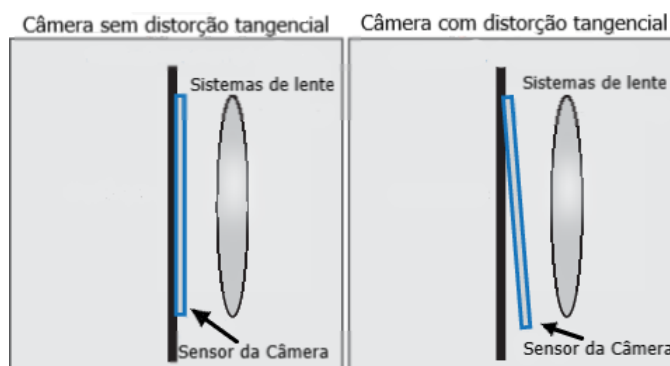 Câmera sem distorção tangencial
Câmera com distorção tangencial
Sistemas de lente
Sensor da Câmera
Sistemas de lente
Sensor da Câmera